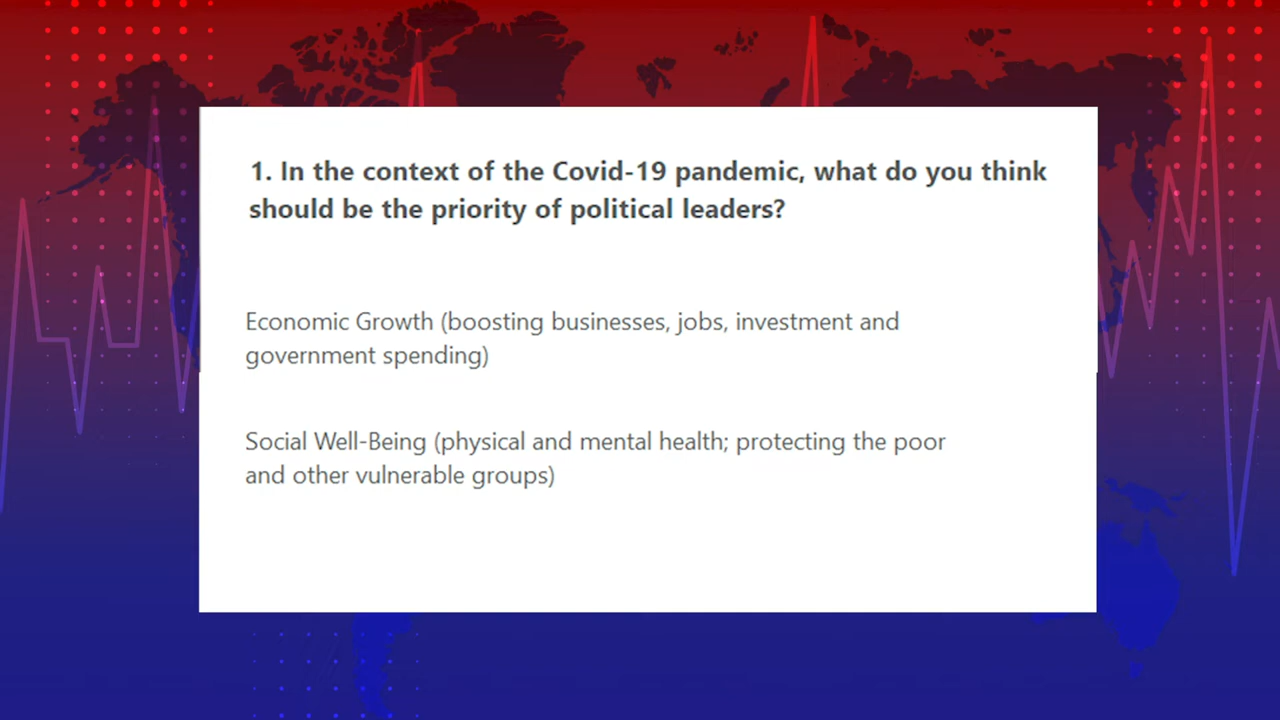 1. In the context of the Covid-19 pandemic, what do you think
should be the priority of political leaders?
Economic Growth (boosting businesses, jobs, investment and
government spending)
Social Well-Being (physical and mental health; protecting the poor
and other vulnerable groups)